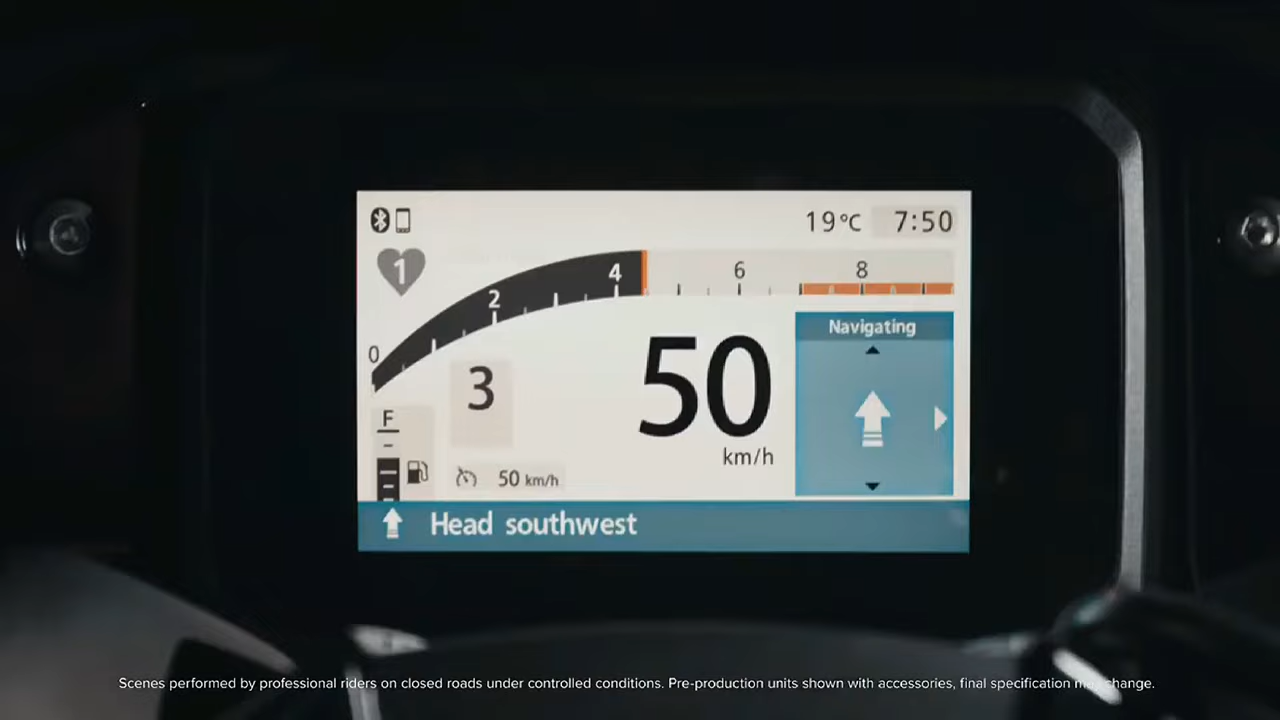 19°C 7:50
1
0 2 4 6 8
Navigating
3
50
km/h
F
50 km/h
Head southwest
Scenes performed by professional riders on closed roads under controlled conditions. Pre-production units shown with accessories, final specification may change.